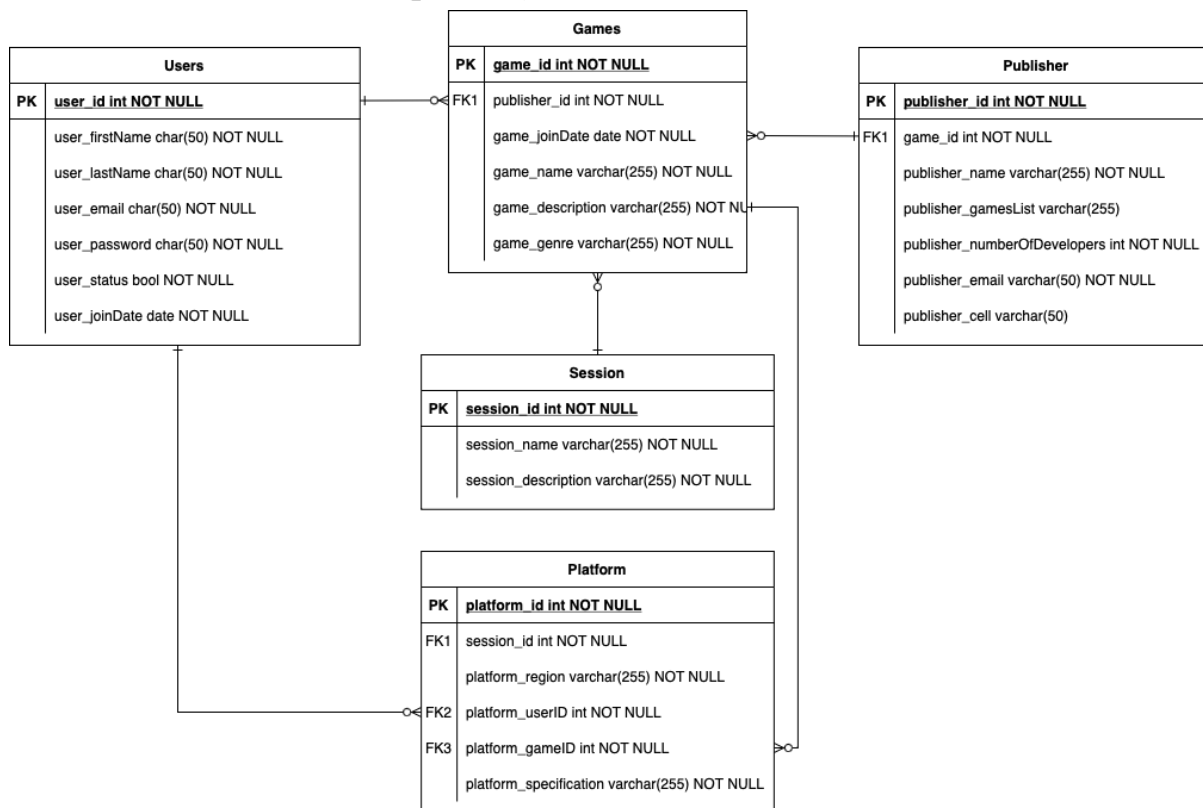 Users
PK user_id int NOT NULL
user_firstName char(50) NOT NULL
user_lastName char(50) NOT NULL
user_email char(50) NOT NULL
user_password char(50) NOT NULL
user_status bool NOT NULL
user_joinDate date NOT NULL
Games
PK game_id int NOT NULL
FK1 publisher_id int NOT NULL
game_joinDate date NOT NULL
game_name varchar(255) NOT NULL
game_description varchar(255) NOT NU
game_genre varchar(255) NOT NULL
Publisher
PK publisher_id int NOT NULL
FK1 game_id int NOT NULL
publisher_name varchar(255) NOT NULL
publisher_gamesList varchar(255)
publisher_numberOfDevelopers int NOT NULL
publisher_email varchar(50) NOT NULL
publisher_cell varchar(50)
Session
PK session_id int NOT NULL
session_name varchar(255) NOT NULL
session_description varchar(255) NOT NULL
Platform
PK platform_id int NOT NULL
FK1 session_id int NOT NULL
platform_region varchar(255) NOT NULL
FK2 platform_userID int NOT NULL
FK3 platform_gameID int NOT NULL
platform_specification varchar(255) NOT NULL